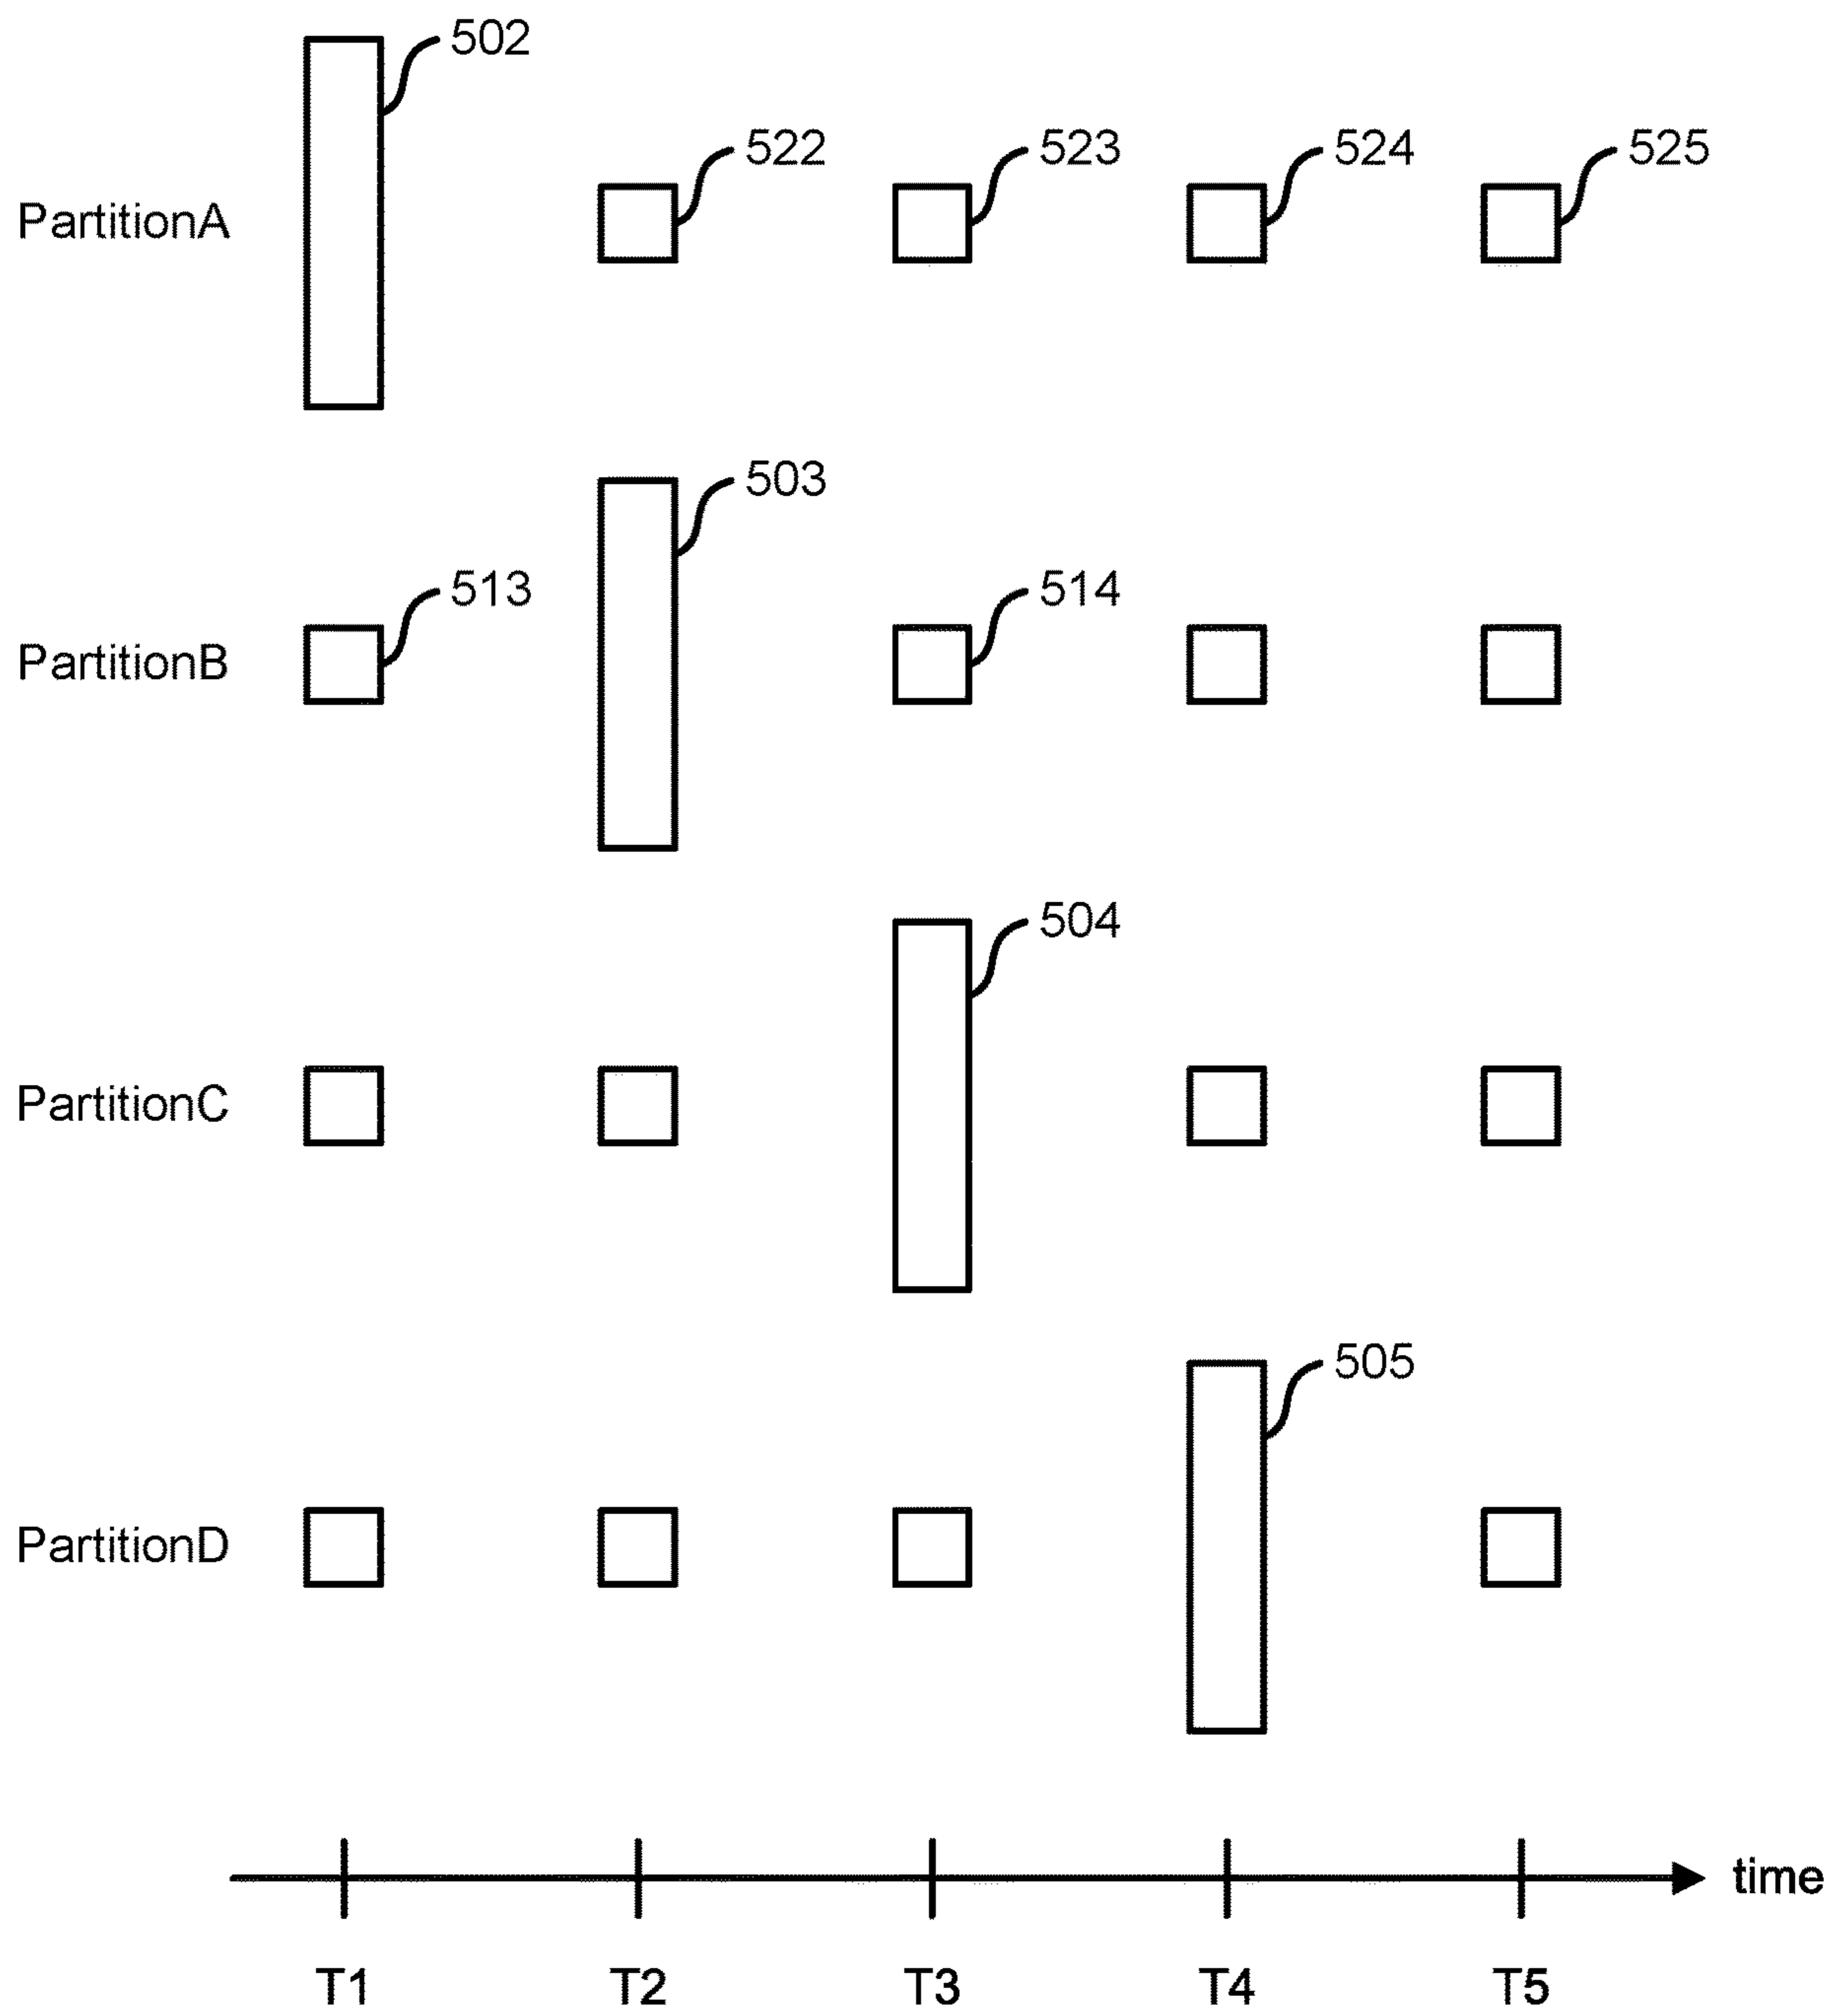 502
522 523 524 525
PartitionA
503
513 514
PartitionB
504
PartitionC
505
PartitionD
time
T1 T2 T3 T4 T5